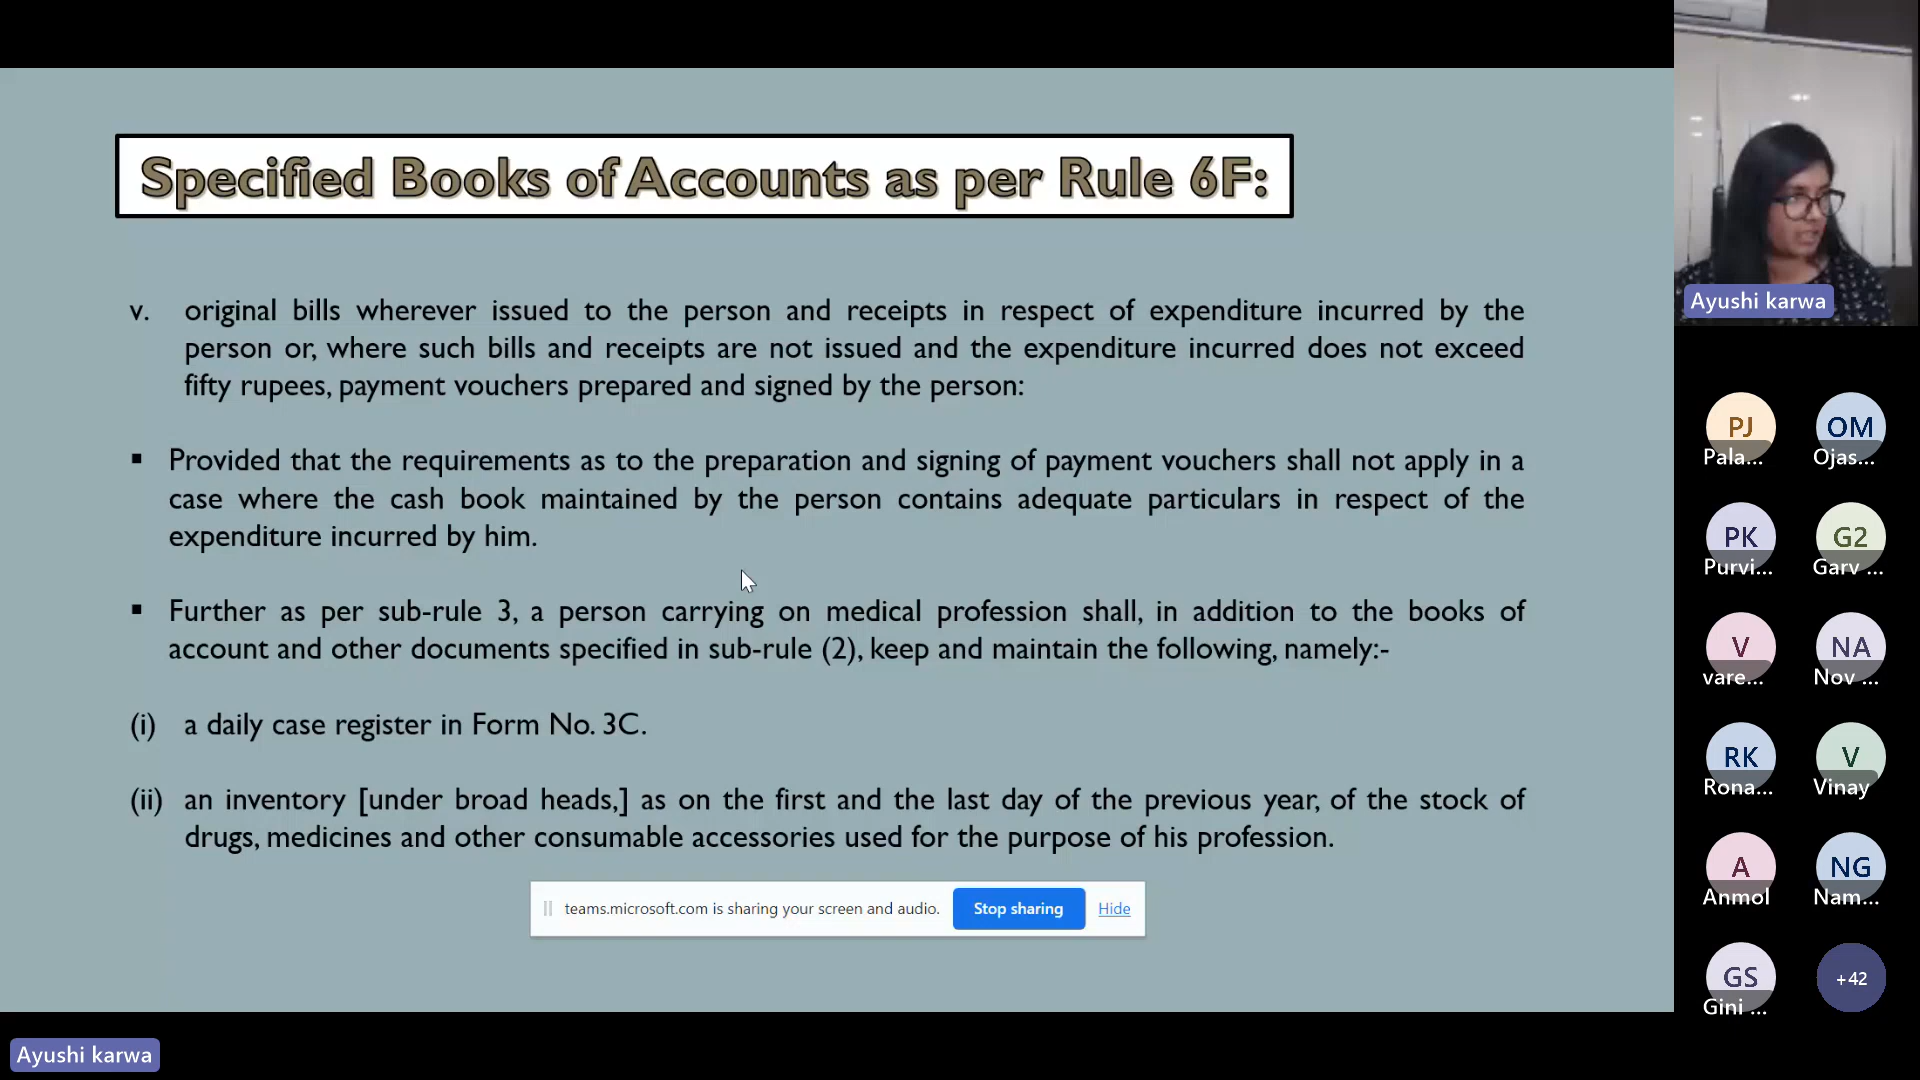 Specified Books of Accounts as per Rule 6F:
v. original bills wherever issued to the person and receipts in respect of expenditure incurred by the
person or, where such bills and receipts are not issued and the expenditure incurred does not exceed
fifty rupees, payment vouchers prepared and signed by the person:
▪ Provided that the requirements as to the preparation and signing of payment vouchers shall not apply in a
case where the cash book maintained by the person contains adequate particulars in respect of the
expenditure incurred by him.
▪ Further as per sub-rule 3, a person carrying on medical profession shall, in addition to the books of
account and other documents specified in sub-rule (2), keep and maintain the following, namely:-
(i) a daily case register in Form No. 3C.
(ii) an inventory [under broad heads,] as on the first and the last day of the previous year, of the stock of
drugs, medicines and other consumable accessories used for the purpose of his profession.
teams.microsoft.com is sharing your screen and audio. Stop sharing Hide
Ayushi karwa
Ayushi karwa
PJ OM
Pala... Ojas...
PK G2
Purvi... Garv ...
V NA
vare... Nov ...
RK V
Rona... Vinay
A NG
Anmol Nam...
GS +42
Gini ...